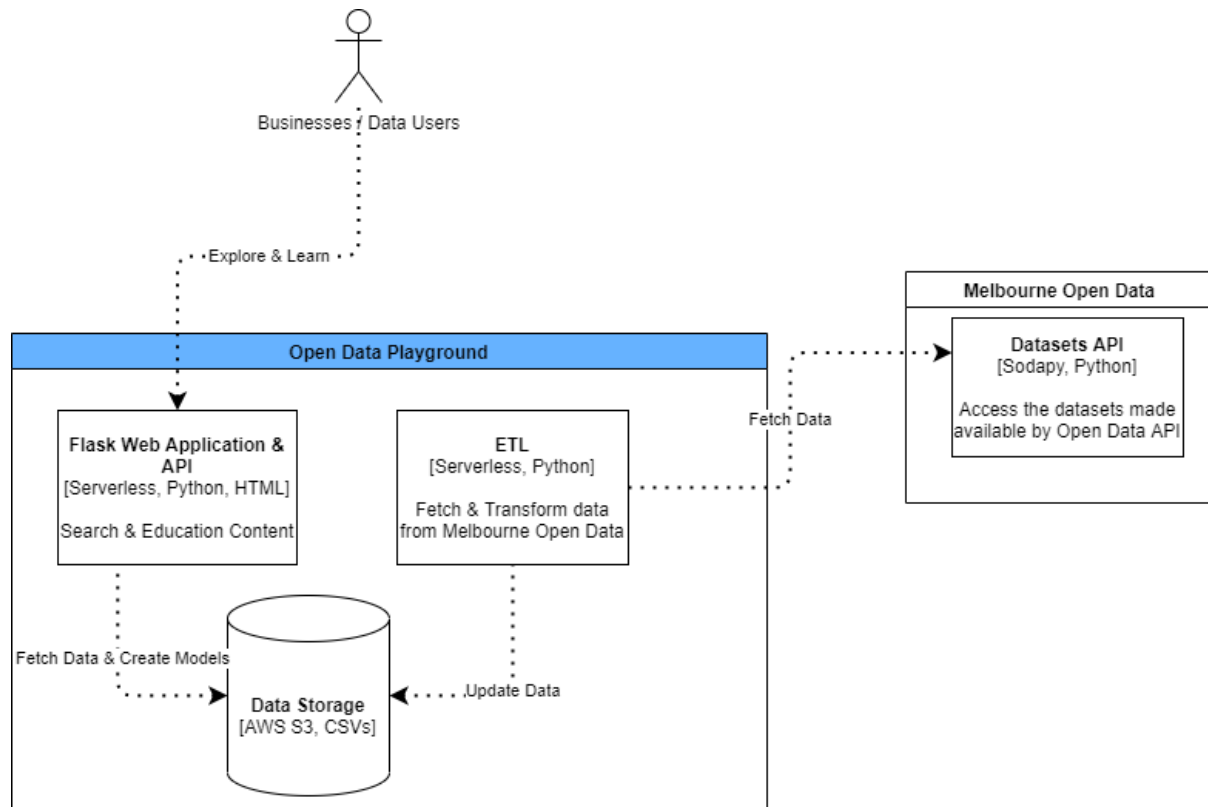 Businesses / Data Users
Explore & Learn
Melbourne Open Data
Datasets API
[Sodapy, Python]
Access the datasets made
available by Open Data API
Open Data Playground
Flask Web Application &
API
[Serverless, Python, HTML]
Search & Education Content
ETL
[Serverless, Python]
Fetch & Transform data
from Melbourne Open Data
Fetch Data
Fetch Data & Create Models
Update Data
Data Storage
[AWS S3, CSVs]